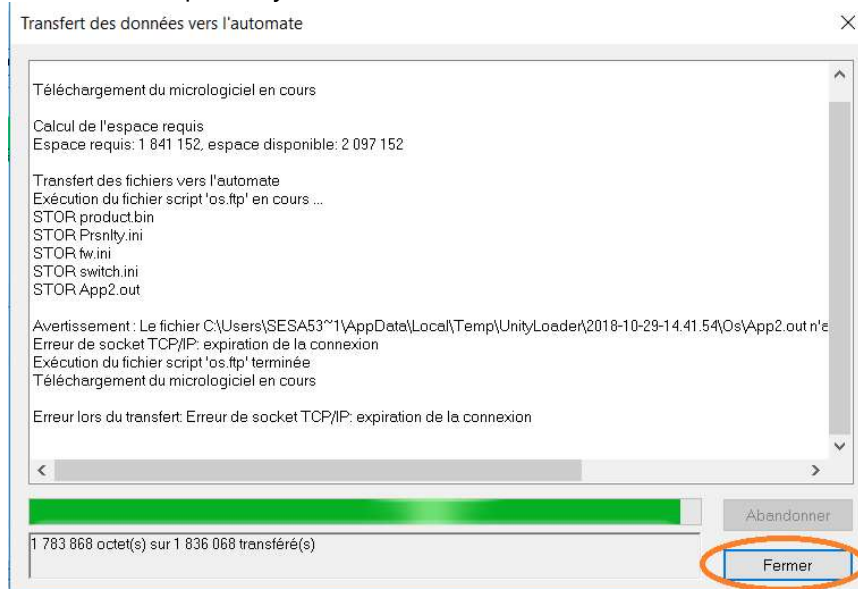 Transfert des données vers l'automate
Téléchargement du micrologiciel en cours
Calcul de l'espace requis
Espace requis: 1 841 152, espace disponible: 2 097 152
Transfert des fichiers vers l'automate
Exécution du fichier script 'os.ftp' en cours ...
STOR product.bin
STOR Prsnlty.ini
STOR fw.ini
STOR switch.ini
STOR App2.out
Avertissement : Le fichier C:\Users\SESA53~1\AppData\Local\Temp\UnityLoader\2018-10-29-14.41.54\Os\App2.out n'a
Erreur de socket TCP/IP: expiration de la connexion
Exécution du fichier script 'os.ftp' terminée
Téléchargement du micrologiciel en cours
Erreur lors du transfert: Erreur de socket TCP/IP: expiration de la connexion
Abandonner
1 783 868 octet(s) sur 1 836 068 transféré(s)
Fermer